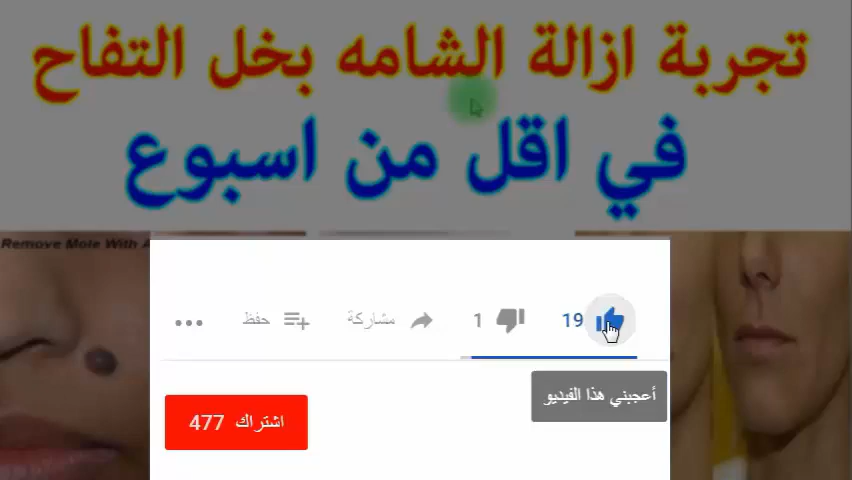 تجربة ازالة الشامه بخل التفاح
في اقل من اسبوع
Remove Mole With
19 1 مشاركة حفظ
أعجبني هذا الفيديو
اشتراك 477